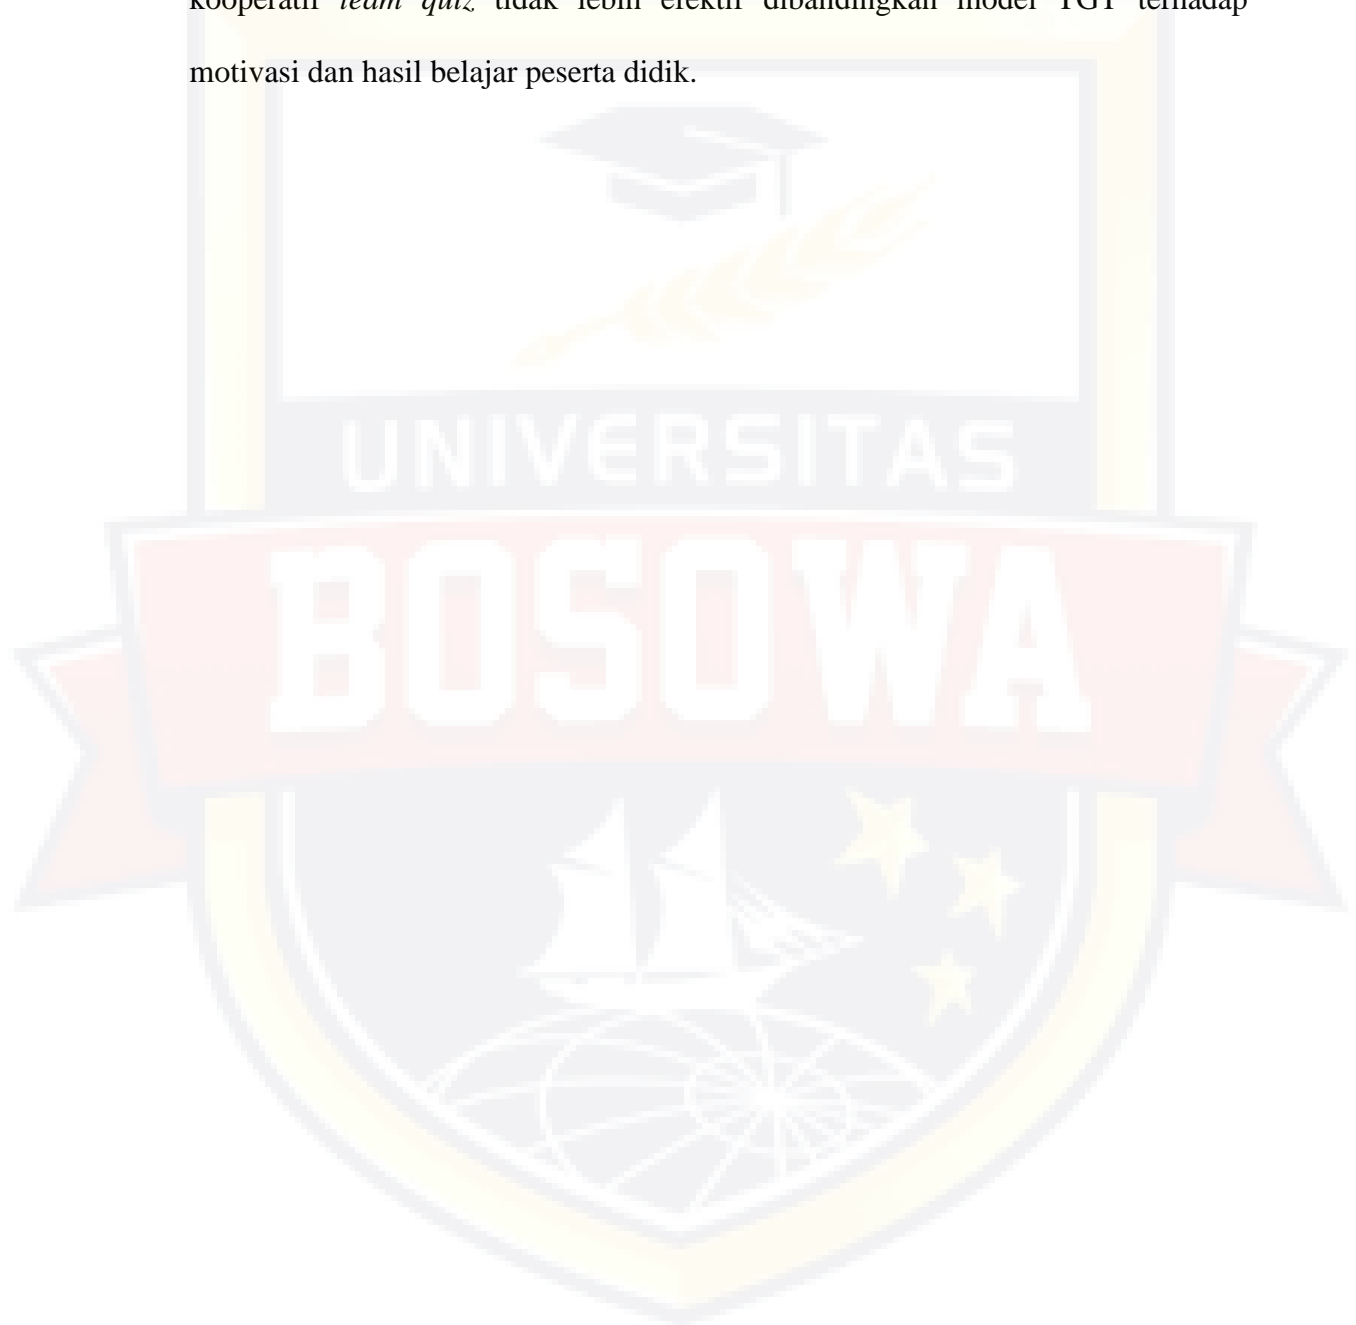 kooperatif team quiz tidak lebih efektif dibandingkan model TGT terhadap
motivasi dan hasil belajar peserta didik.
UNIVERSITAS
BOSOWA